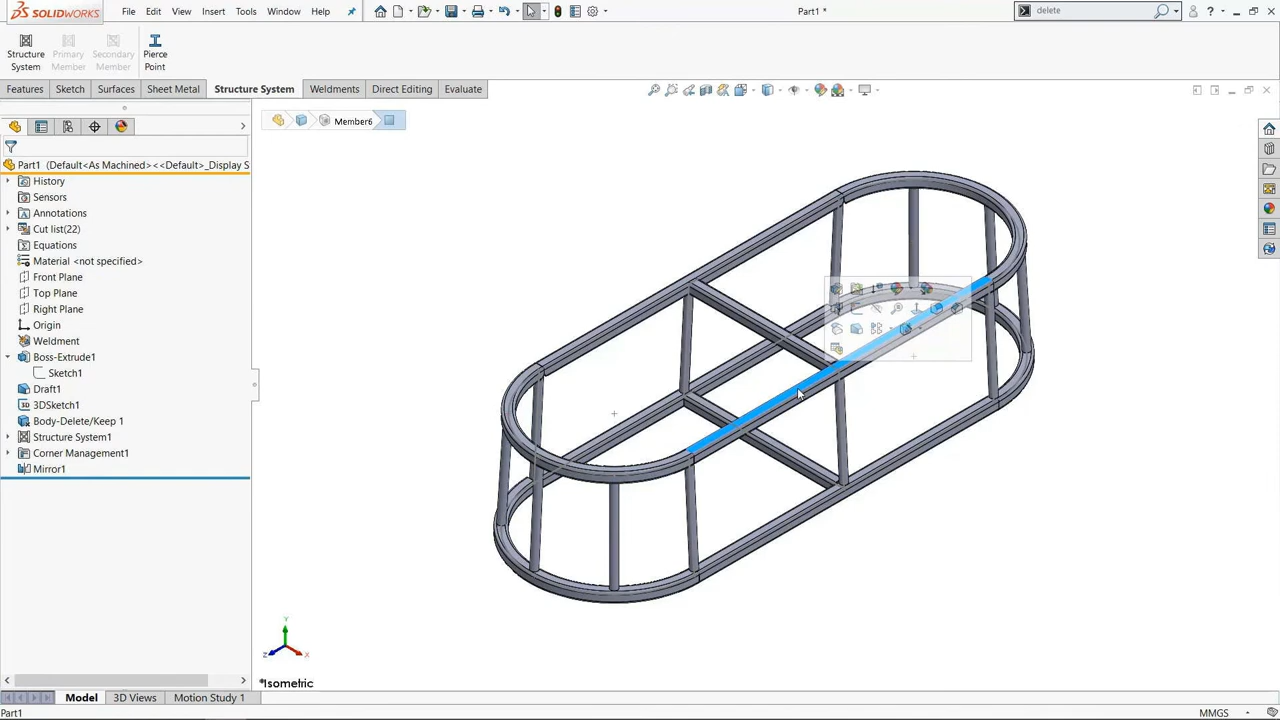 SOLIDWORKS File Edit View Insert Tools Window Help Part1 * delete
Structure System
Primary Member
Secondary Member
Pierce Point
Features Sketch Surfaces Sheet Metal Structure System Weldments Direct Editing Evaluate
Member6
Part1 (Default<As Machined><<Default>_Display S
History
Sensors
Annotations
Cut list(22)
Equations
Material <not specified>
Front Plane
Top Plane
Right Plane
Origin
Weldment
Boss-Extrude1
Sketch1
Draft1
3D 3DSketch1
Body-Delete/Keep 1
Structure System1
Corner Management1
Mirror1
Y
Z X
*Isometric
Model 3D Views Motion Study 1
Part1 MMGS